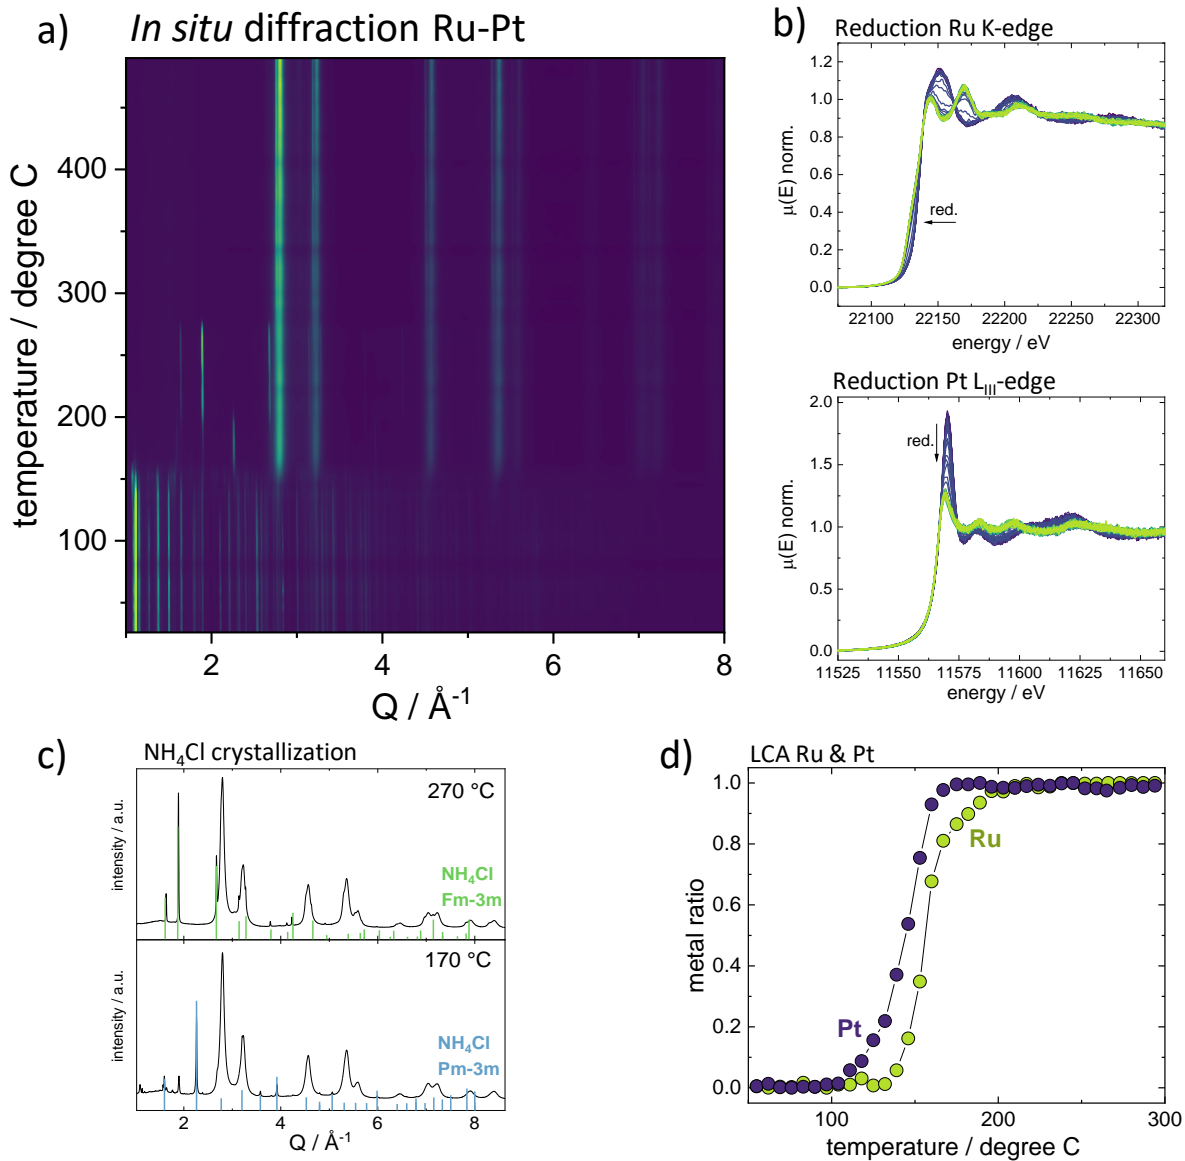 a) In situ diffraction Ru-Pt
temperature / degree C
400
300
200
100
2 4 6 8
Q / Å⁻¹
b)
Reduction Ru K-edge
μ(E) norm.
1.2
1.0
0.8
0.6
0.4
0.2
0.0
red.
22100 22150 22200 22250 22300
energy / eV
Reduction Pt L_III-edge
μ(E) norm.
2.0
1.5
1.0
0.5
0.0
red.
11525 11550 11575 11600 11625 11650
energy / eV
c) NH₄Cl crystallization
intensity / a.u.
270 °C
NH₄Cl
Fm-3m
intensity / a.u.
170 °C
NH₄Cl
Pm-3m
2 4 6 8
Q / Å⁻¹
d) LCA Ru & Pt
metal ratio
1.0
0.8
0.6
0.4
0.2
0.0
Ru
Pt
100 200 300
temperature / degree C